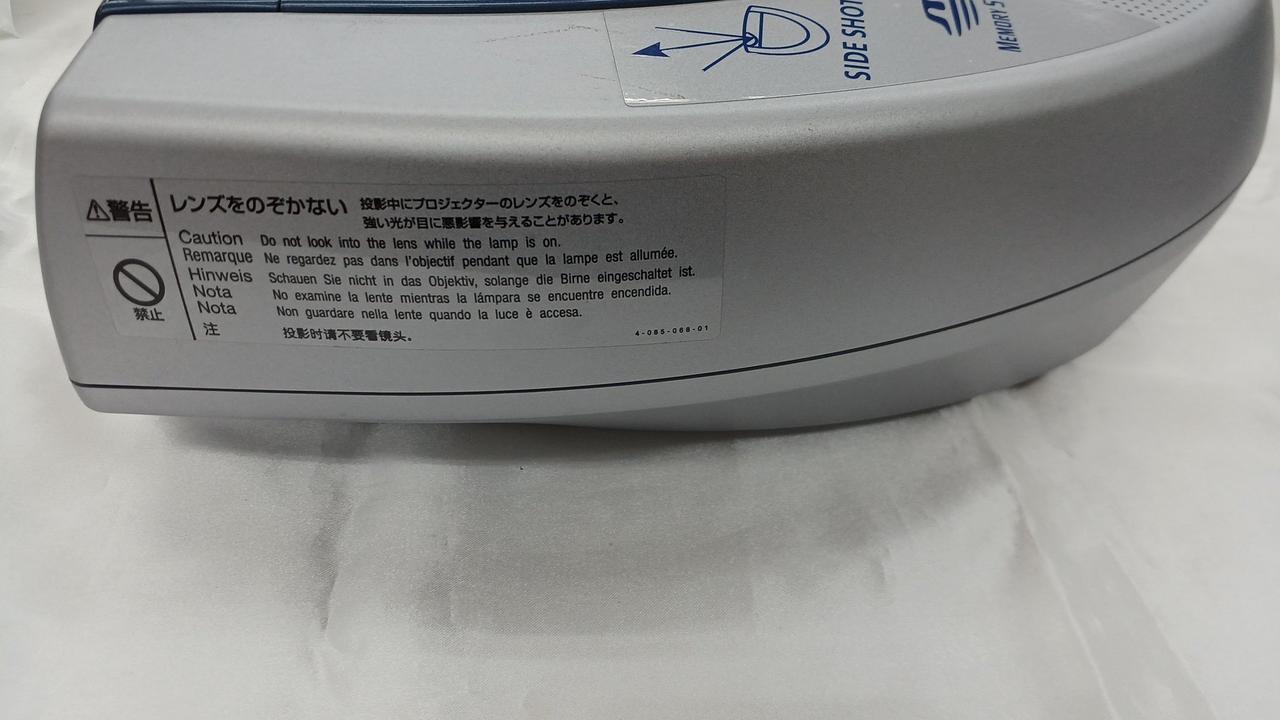 SIDE SHOT
MEMORY S
警告
禁止
レンズをのぞかない 投影中にプロジェクターのレンズをのぞくと、
強い光が目に悪影響を与えることがあります。
Caution Do not look into the lens while the lamp is on.
Remarque Ne regardez pas dans l'objectif pendant que la lampe est allumée.
Hinweis Schauen Sie nicht in das Objektiv, solange die Birne eingeschaltet ist.
Nota No examine la lente mientras la lámpara se encuentre encendida.
Nota Non guardare nella lente quando la luce è accesa.
注 投影时请不要看镜头。
4-085-068-01